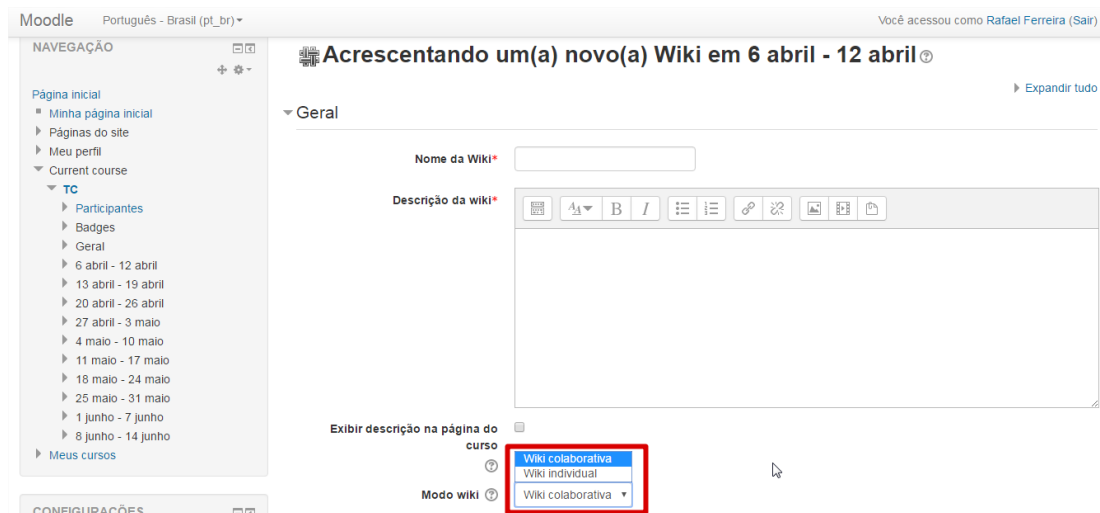 Moodle Português - Brasil (pt_br) Você acessou como Rafael Ferreira (Sair)
NAVEGAÇÃO
Página inicial
Minha página inicial
Páginas do site
Meu perfil
Current course
TC
Participantes
Badges
Geral
6 abril - 12 abril
13 abril - 19 abril
20 abril - 26 abril
27 abril - 3 maio
4 maio - 10 maio
11 maio - 17 maio
18 maio - 24 maio
25 maio - 31 maio
1 junho - 7 junho
8 junho - 14 junho
Meus cursos
CONFIGURAÇÕES
Acrescentando um(a) novo(a) Wiki em 6 abril - 12 abril
Expandir tudo
Geral
Nome da Wiki*
Descrição da wiki*
Exibir descrição na página do
curso
Wiki colaborativa
Wiki individual
Modo wiki Wiki colaborativa